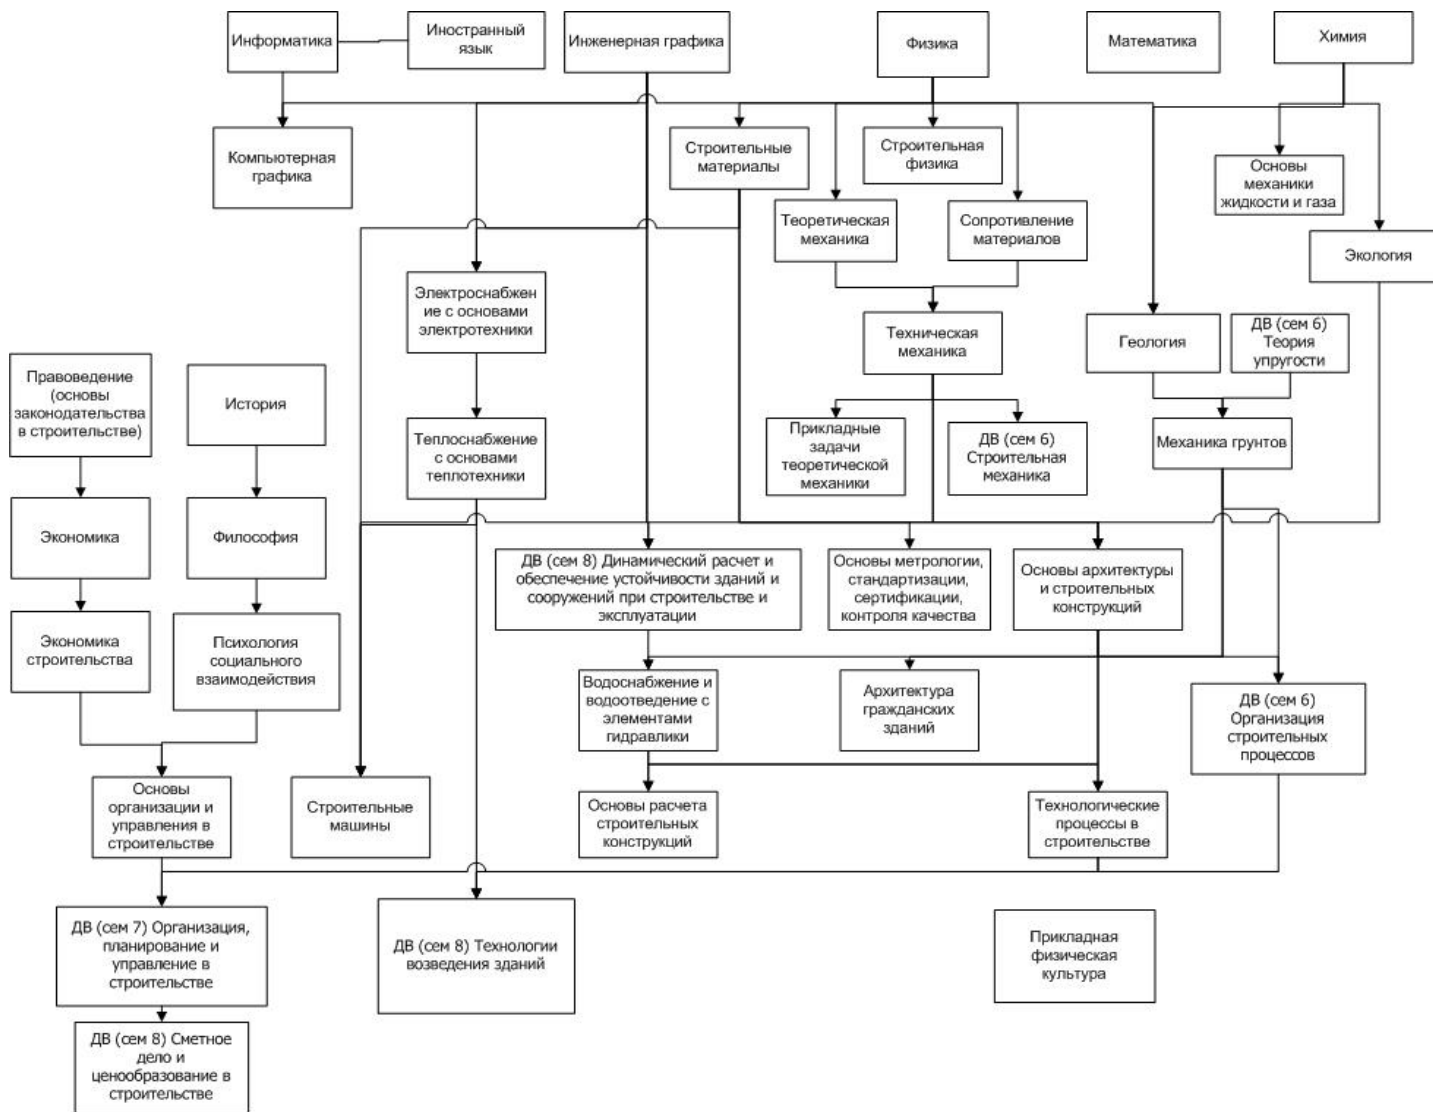 Информатика
Иностранный
язык
Инженерная графика
Физика
Математика
Химия
Компьютерная
графика
Строительные
материалы
Строительная
физика
Основы
механики
жидкости и газа
Теоретическая
механика
Сопротивление
материалов
Экология
Электроснабжен
ие с основами
электротехники
Техническая
механика
Геология
ДВ (сем 6)
Теория
упругости
Правоведение
(основы
законодательства
в строительстве)
История
Теплоснабжение
с основами
теплотехники
Прикладные
задачи
теоретической
механики
ДВ (сем 6)
Строительная
механика
Механика грунтов
Экономика
Философия
ДВ (сем 8) Динамический расчет и
обеспечение устойчивости зданий и
сооружений при строительстве и
эксплуатации
Основы метрологии,
стандартизации,
сертификации,
контроля качества
Основы архитектуры
и строительных
конструкций
Экономика
строительства
Психология
социального
взаимодействия
Водоснабжение и
водоотведение с
элементами
гидравлики
Архитектура
гражданских
зданий
ДВ (сем 6)
Организация
строительных
процессов
Основы
организации и
управления в
строительстве
Строительные
машины
Основы расчета
строительных
конструкций
Технологические
процессы в
строительстве
ДВ (сем 7) Организация,
планирование и
управление в
строительстве
ДВ (сем 8) Технологии
возведения зданий
Прикладная
физическая
культура
ДВ (сем 8) Сметное
дело и
ценообразование в
строительстве